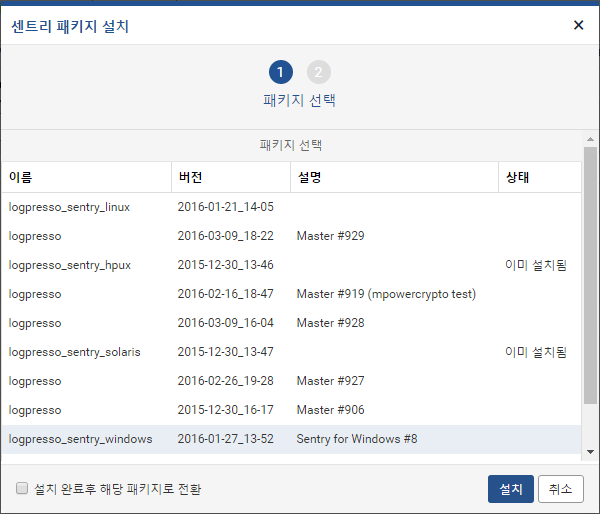 센트리 패키지 설치
1 2
패키지 선택
패키지 선택
이름 버전 설명 상태
logpresso_sentry_linux 2016-01-21_14-05
logpresso 2016-03-09_18-22 Master #929
logpresso_sentry_hpux 2015-12-30_13-46 이미 설치됨
logpresso 2016-02-16_18-47 Master #919 (mpowercrypto test)
logpresso 2016-03-09_16-04 Master #928
logpresso_sentry_solaris 2015-12-30_13-47 이미 설치됨
logpresso 2016-02-26_19-28 Master #927
logpresso 2015-12-30_16-17 Master #906
logpresso_sentry_windows 2016-01-27_13-52 Sentry for Windows #8
설치 완료후 해당 패키지로 전환 설치 취소